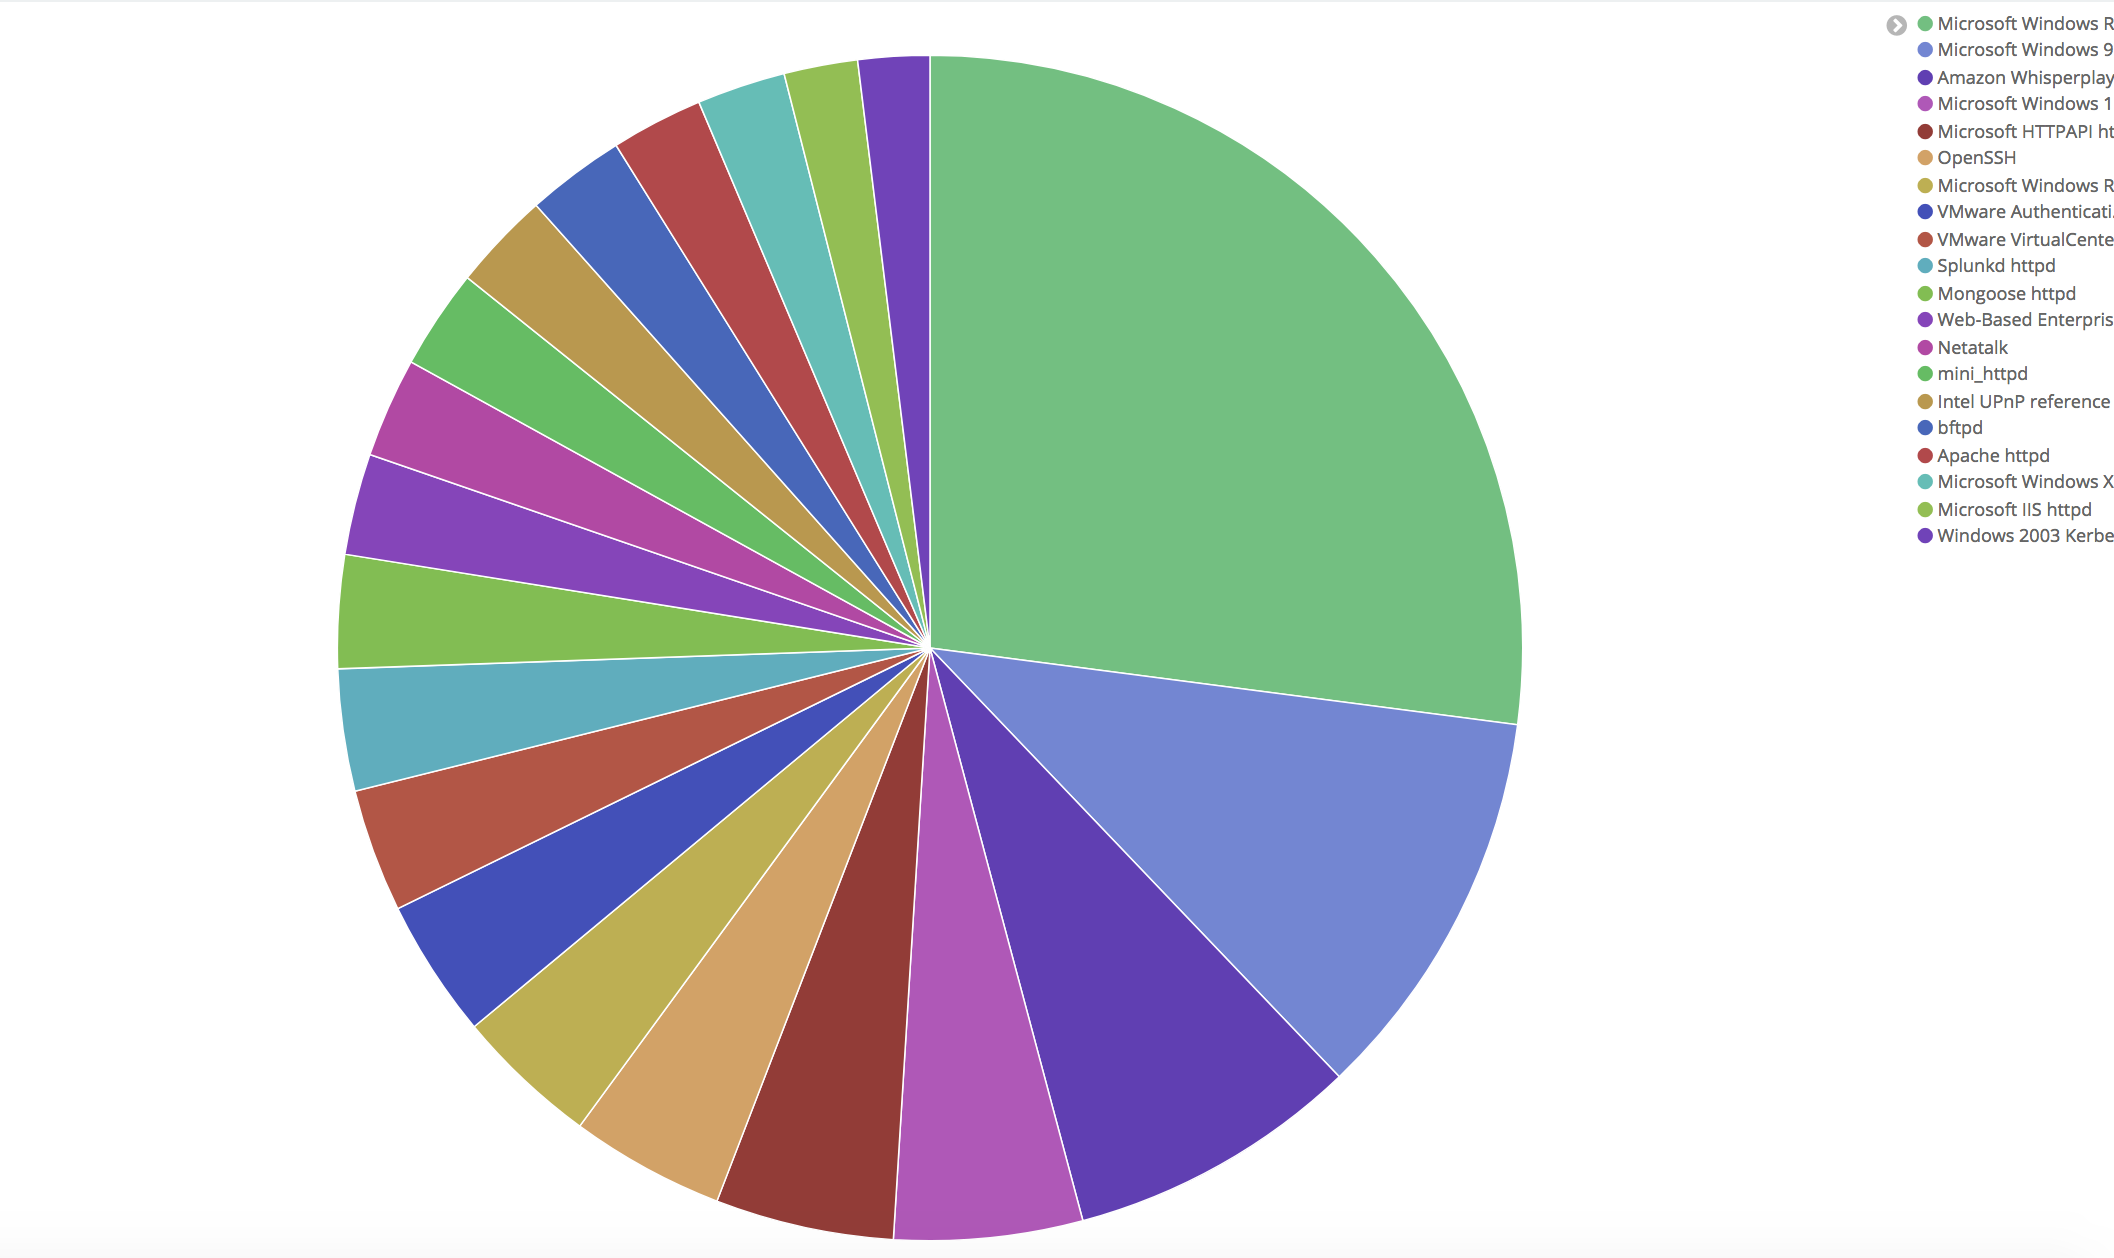 Microsoft Windows R
Microsoft Windows 9
Amazon Whisperplay
Microsoft Windows 1
Microsoft HTTPAPI ht
OpenSSH
Microsoft Windows R
VMware Authenticati.
VMware VirtualCente
Splunkd httpd
Mongoose httpd
Web-Based Enterpris
Netatalk
mini_httpd
Intel UPnP reference
bftpd
Apache httpd
Microsoft Windows X
Microsoft IIS httpd
Windows 2003 Kerbe